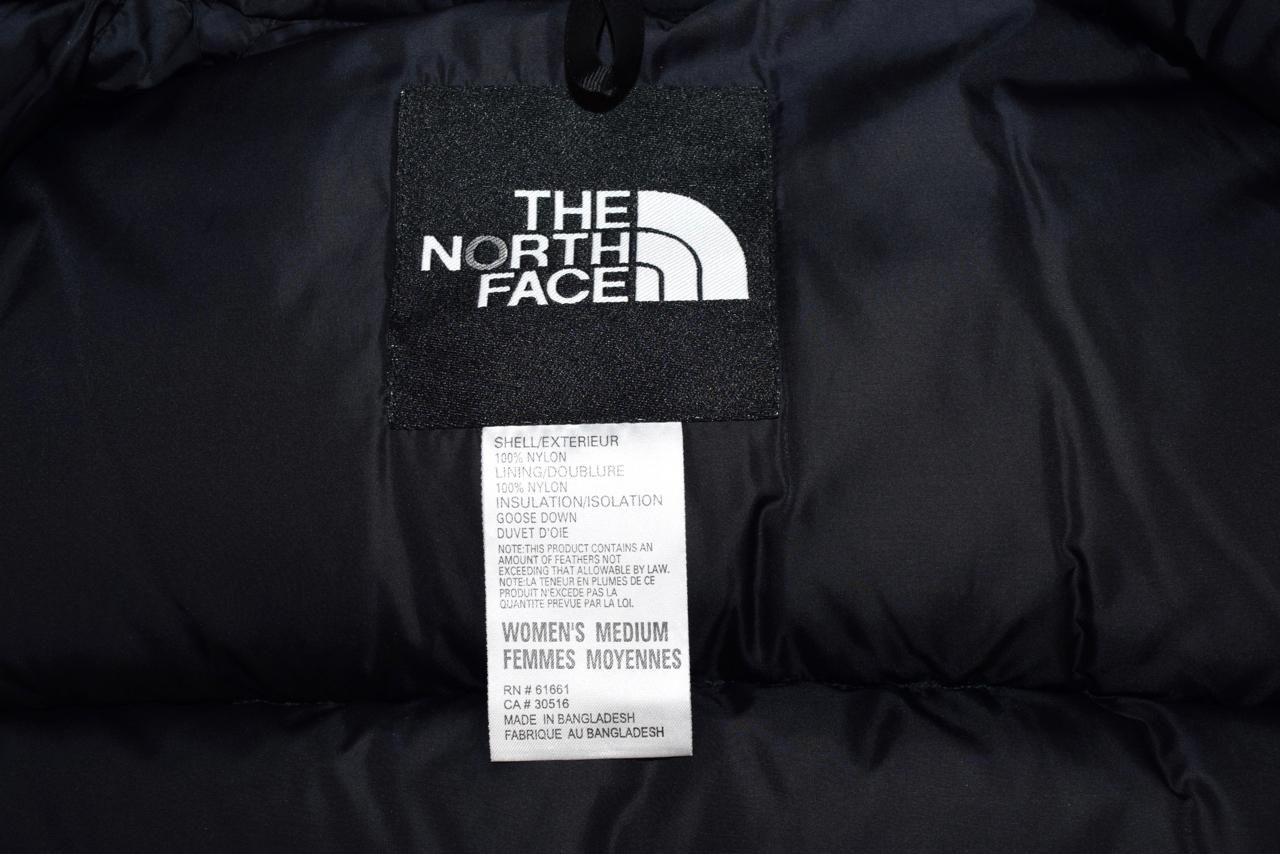 THE
NORTH
FACE
SHELL/EXTERIEUR
100% NYLON
LINING/DOUBLURE
100% NYLON
INSULATION/ISOLATION
GOOSE DOWN
DUVET D'OIE
NOTE:THIS PRODUCT CONTAINS AN
AMOUNT OF FEATHERS NOT
EXCEEDING THAT ALLOWABLE BY LAW.
NOTE:LA TENEUR EN PLUMES DE CE
PRODUIT N'EXCEDE PAS LA
QUANTITE PREVUE PAR LA LOI.
WOMEN'S MEDIUM
FEMMES MOYENNES
RN # 61661
CA # 30516
MADE IN BANGLADESH
FABRIQUE AU BANGLADESH